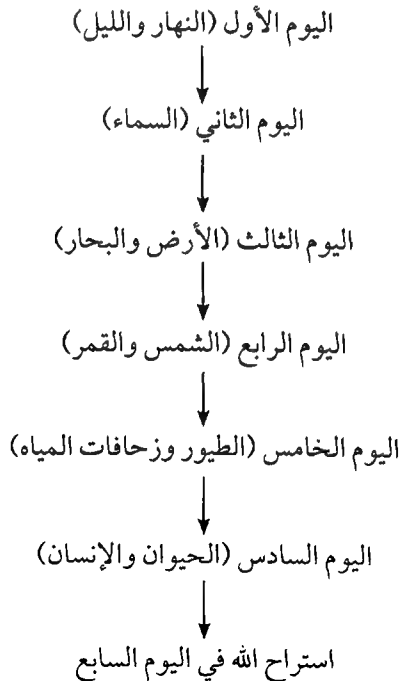 اليوم الأول (النهار والليل)
اليوم الثاني (السماء)
اليوم الثالث (الأرض والبحار)
اليوم الرابع (الشمس والقمر)
اليوم الخامس (الطيور وزحافات المياه)
اليوم السادس (الحيوان والإنسان)
استراح الله في اليوم السابع